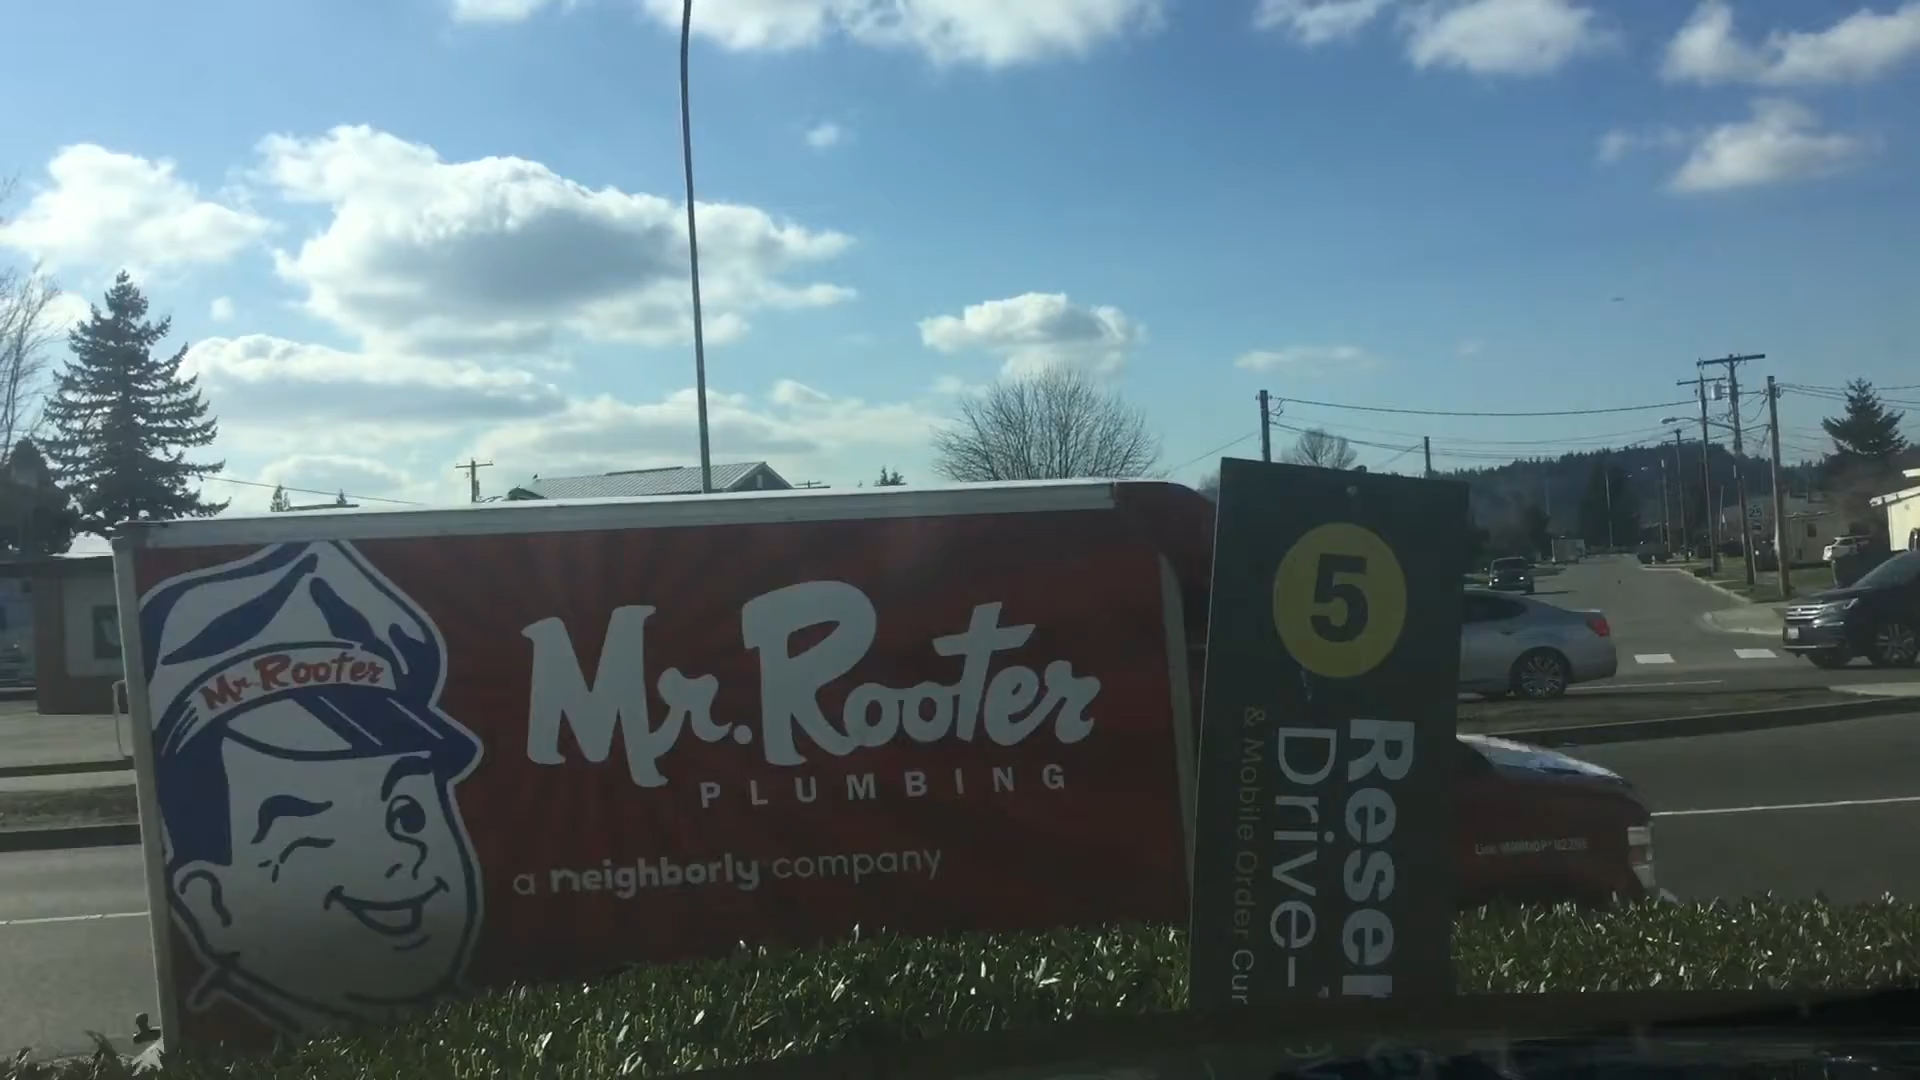 Mr. Rooter
Mr. Rooter
PLUMBING
a neighborly company
5
Reser
Drive-
& Mobile Order Cur